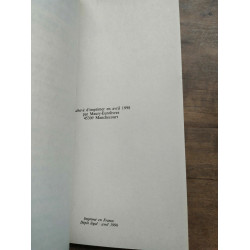 achevé d'imprimer en avril 1998
par Maury-Eurolivres
45300 Manchecourt
Imprimé en France
Dépôt légal : avril 1998